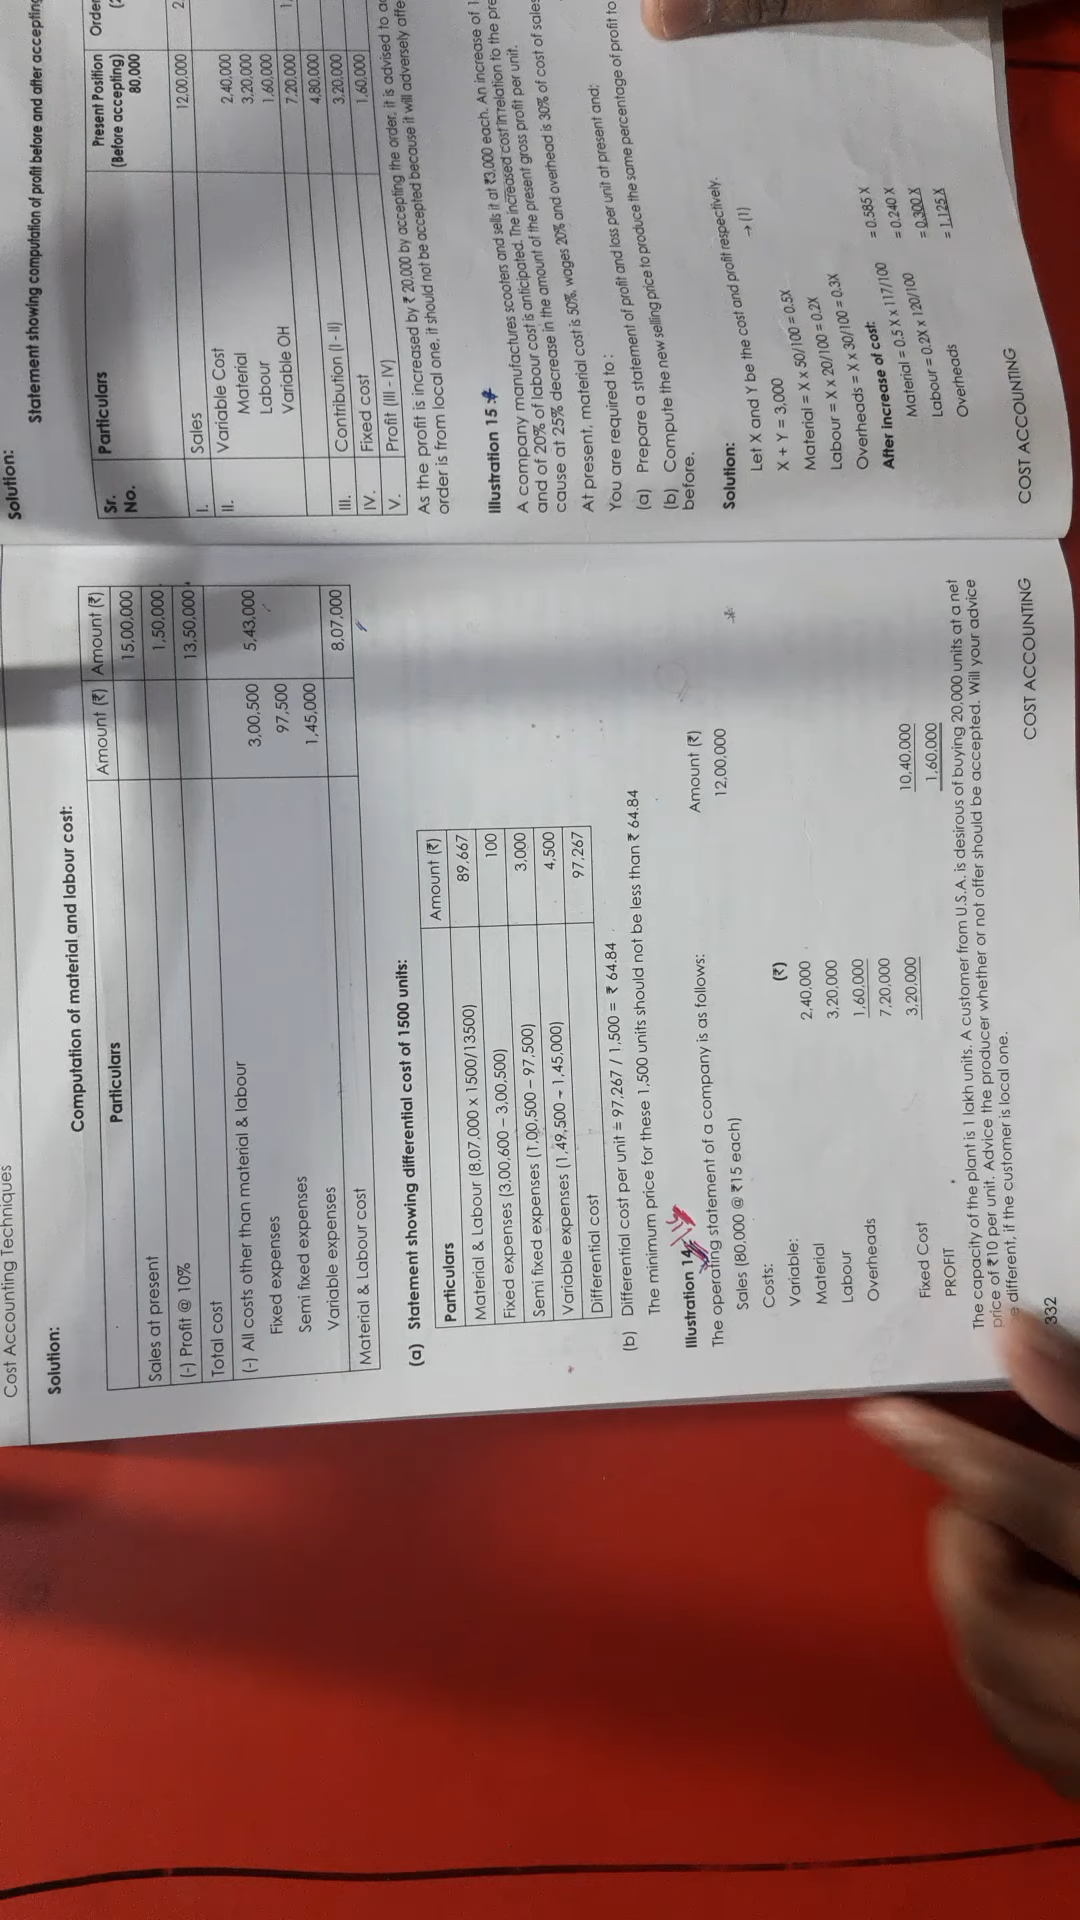 Cost Accounting Techniques
Solution:
Computation of material and labour cost:
Particulars Amount (₹) Amount (₹)
Sales at present 15,00,000
(-) Profit @ 10% 1,50,000
Total cost 13,50,000
(-) All costs other than material & labour
Fixed expenses 3,00,500 5,43,000
Semi fixed expenses 97,500
Variable expenses 1,45,000
Material & Labour cost 8,07,000
(a) Statement showing differential cost of 1500 units:
Particulars Amount (₹)
Material & Labour (8,07,000 x 1500/13500) 89,667
Fixed expenses (3,00,600 – 3,00,500) 100
Semi fixed expenses (1,00,500 – 97,500) 3,000
Variable expenses (1,49,500 – 1,45,000) 4,500
Differential cost 97,267
(b) Differential cost per unit = 97,267 / 1,500 = ₹ 64.84
The minimum price for these 1,500 units should not be less than ₹ 64.84
Illustration 14
The operating statement of a company is as follows:
Amount (₹)
Sales (80,000 @ ₹15 each) 12,00,000
Costs: (₹)
Variable:
Material 2,40,000
Labour 3,20,000
Overheads 1,60,000
7,20,000
Fixed Cost 3,20,000 10,40,000
PROFIT 1,60,000
The capacity of the plant is 1 lakh units. A customer from U.S.A. is desirous of buying 20,000 units at a net
price of ₹10 per unit. Advice the producer whether or not offer should be accepted. Will your advice
different, if the customer is local one.
332 COST ACCOUNTING
Solution:
Statement showing computation of profit before and after accepting
Sr. No. Particulars Present Position (Before accepting) 80,000 Order
I. Sales 12,00,000
II. Variable Cost
Material 2,40,000
Labour 3,20,000
Variable OH 1,60,000
7,20,000
III. Contribution (I - II) 4,80,000
IV. Fixed cost 3,20,000
V. Profit (III - IV) 1,60,000
As the profit is increased by ₹ 20,000 by accepting the order, it is advised to
order is from local one, it should not be accepted because it will adversely
Illustration 15:
A company manufactures scooters and sells it at ₹3,000 each. An increase of
and of 20% of labour cost is anticipated. The increased cost in relation to the
cause at 25% decrease in the amount of the present gross profit per unit.
At present, material cost is 50%, wages 20% and overhead is 30% of cost of sales
You are required to :
(a) Prepare a statement of profit and loss per unit at present and;
(b) Compute the new selling price to produce the same percentage of profit to
before.
Solution:
Let X and Y be the cost and profit respectively.
X + Y = 3,000 → (1)
Material = X x 50/100 = 0.5X
Labour = X x 20/100 = 0.2X
Overheads = X x 30/100 = 0.3X
After increase of cost:
Material = 0.5 X x 117/100 = 0.585 X
Labour = 0.2X x 120/100 = 0.240 X
Overheads = 0.300 X
= 1.125 X
COST ACCOUNTING